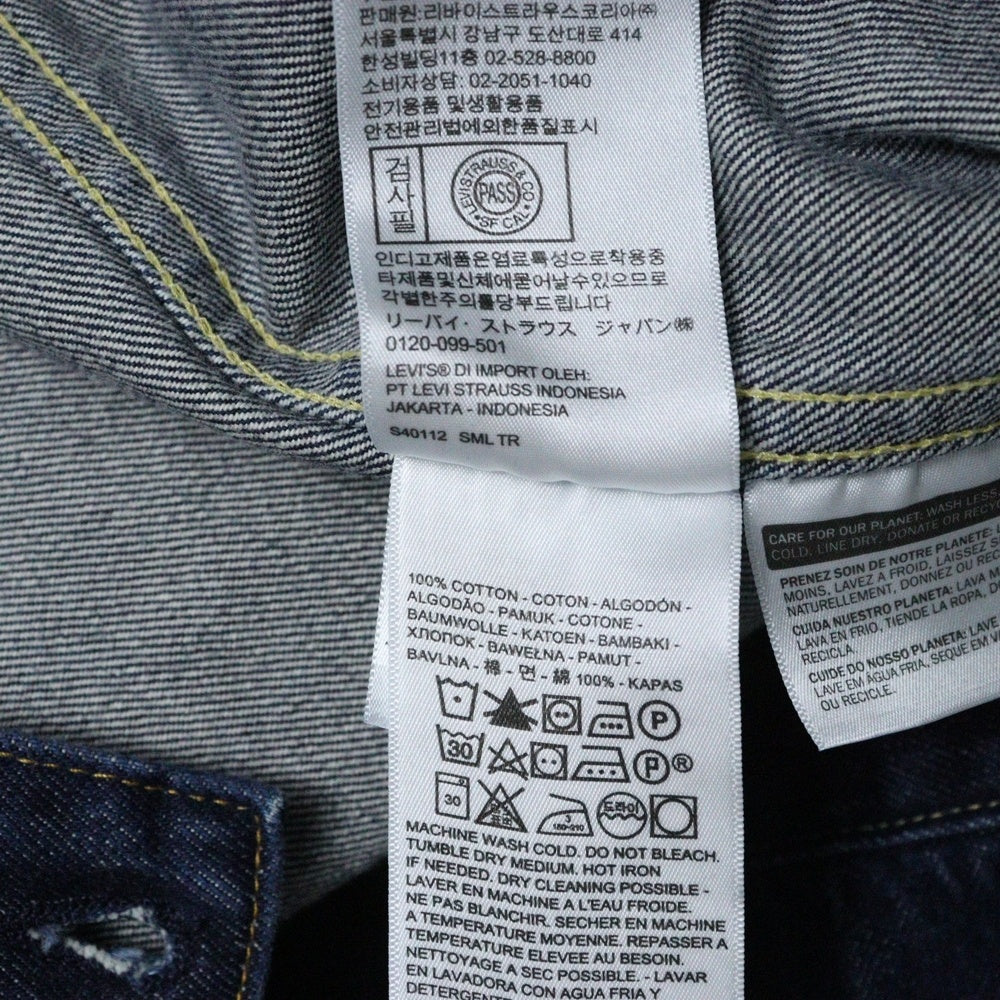 판매원:리바이스트라우스코리아㈜
서울특별시 강남구 도산대로 414
한성빌딩11층 02-528-8800
소비자상담: 02-2051-1040
전기용품 및생활용품
안전관리법에의한품질표시
검사필
LEVI STRAUSS & CO
PASS
SF CAL
인디고제품은염료특성으로착용중
타제품및신체에묻어날수있으므로
각별한주의를당부드립니다
リーバイ・ストラウス ジャパン㈱
0120-099-501
LEVI'S® DI IMPORT OLEH:
PT LEVI STRAUSS INDONESIA
JAKARTA - INDONESIA
S40112 SML TR
100% COTTON - COTON - ALGODÓN -
ALGODÃO - PAMUK - COTONE -
BAUMWOLLE - KATOEN - BAMBAKI -
ХЛОПОК - BAWEŁNA - PAMUT -
BAVLNA - 棉 - 면 - 綿 100% - KAPAS
P
30
P®
30
염소표백
3
180~210
드라이
MACHINE WASH COLD. DO NOT BLEACH.
TUMBLE DRY MEDIUM. HOT IRON
IF NEEDED. DRY CLEANING POSSIBLE -
LAVER EN MACHINE A L'EAU FROIDE.
NE PAS BLANCHIR. SECHER EN MACHINE
A TEMPERATURE MOYENNE. REPASSER A
TEMPERATURE ELEVEE AU BESOIN.
NETTOYAGE A SEC POSSIBLE. - LAVAR
EN LAVADORA CON AGUA FRIA Y
DETERGENT
CARE FOR OUR PLANET: WASH LESS
COLD, LINE DRY, DONATE OR RECY
PRENEZ SOIN DE NOTRE PLANETE: L
MOINS, LAVEZ A FROID, LAISSEZ S
NATURELLEMENT, DONNEZ OU REC
CUIDA NUESTRO PLANETA: LAVA M
LAVA EN FRIO, TIENDE LA ROPA, D
RECICLA.
CUIDE DO NOSSO PLANETA: LAVE
LAVE EM ÁGUA FRIA, SEQUE EM V
OU RECICLE.